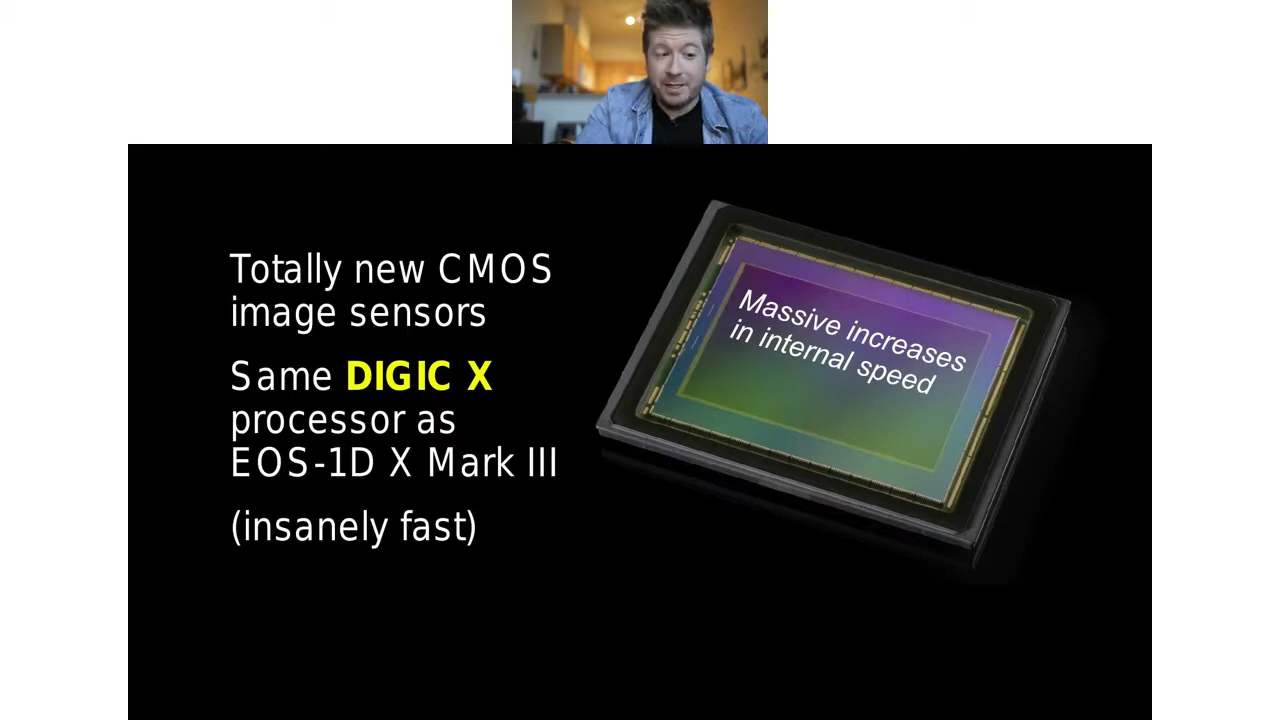 Totally new CMOS
image sensors
Same DIGIC X
processor as
EOS-1D X Mark III
(insanely fast)
Massive increases
in internal speed